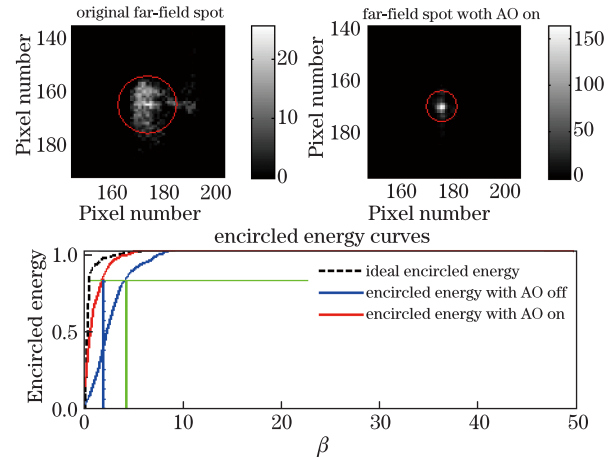 original far-field spot
far-field spot woth AO on
140
160
180
Pixel number
160 180 200
Pixel number
20
10
0
140
160
180
Pixel number
160 180 200
Pixel number
150
100
50
0
encircled energy curves
1.0
0.5
0.0
Encircled energy
ideal encircled energy
encircled energy with AO off
encircled energy with AO on
0 10 20 30 40 50
β